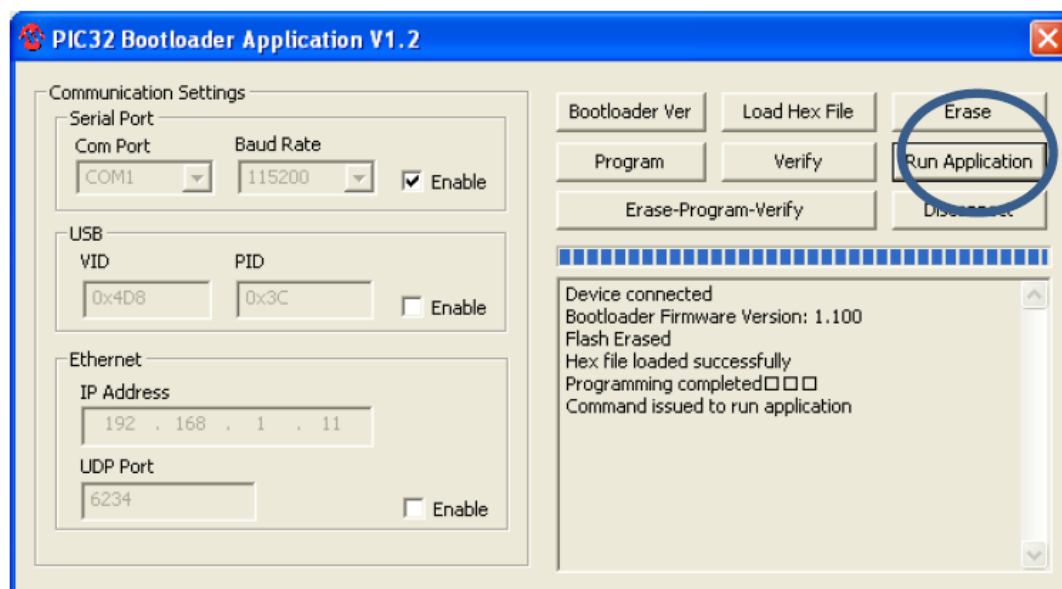 PIC32 Bootloader Application V1.2
Communication Settings
Serial Port
Com Port Baud Rate
COM1 115200 Enable
USB
VID PID
0x4D8 0x3C Enable
Ethernet
IP Address
192 . 168 . 1 . 11
UDP Port
6234 Enable
Bootloader Ver Load Hex File Erase
Program Verify Run Application
Erase-Program-Verify Disconnect
Device connected
Bootloader Firmware Version: 1.100
Flash Erased
Hex file loaded successfully
Programming completed□□□
Command issued to run application